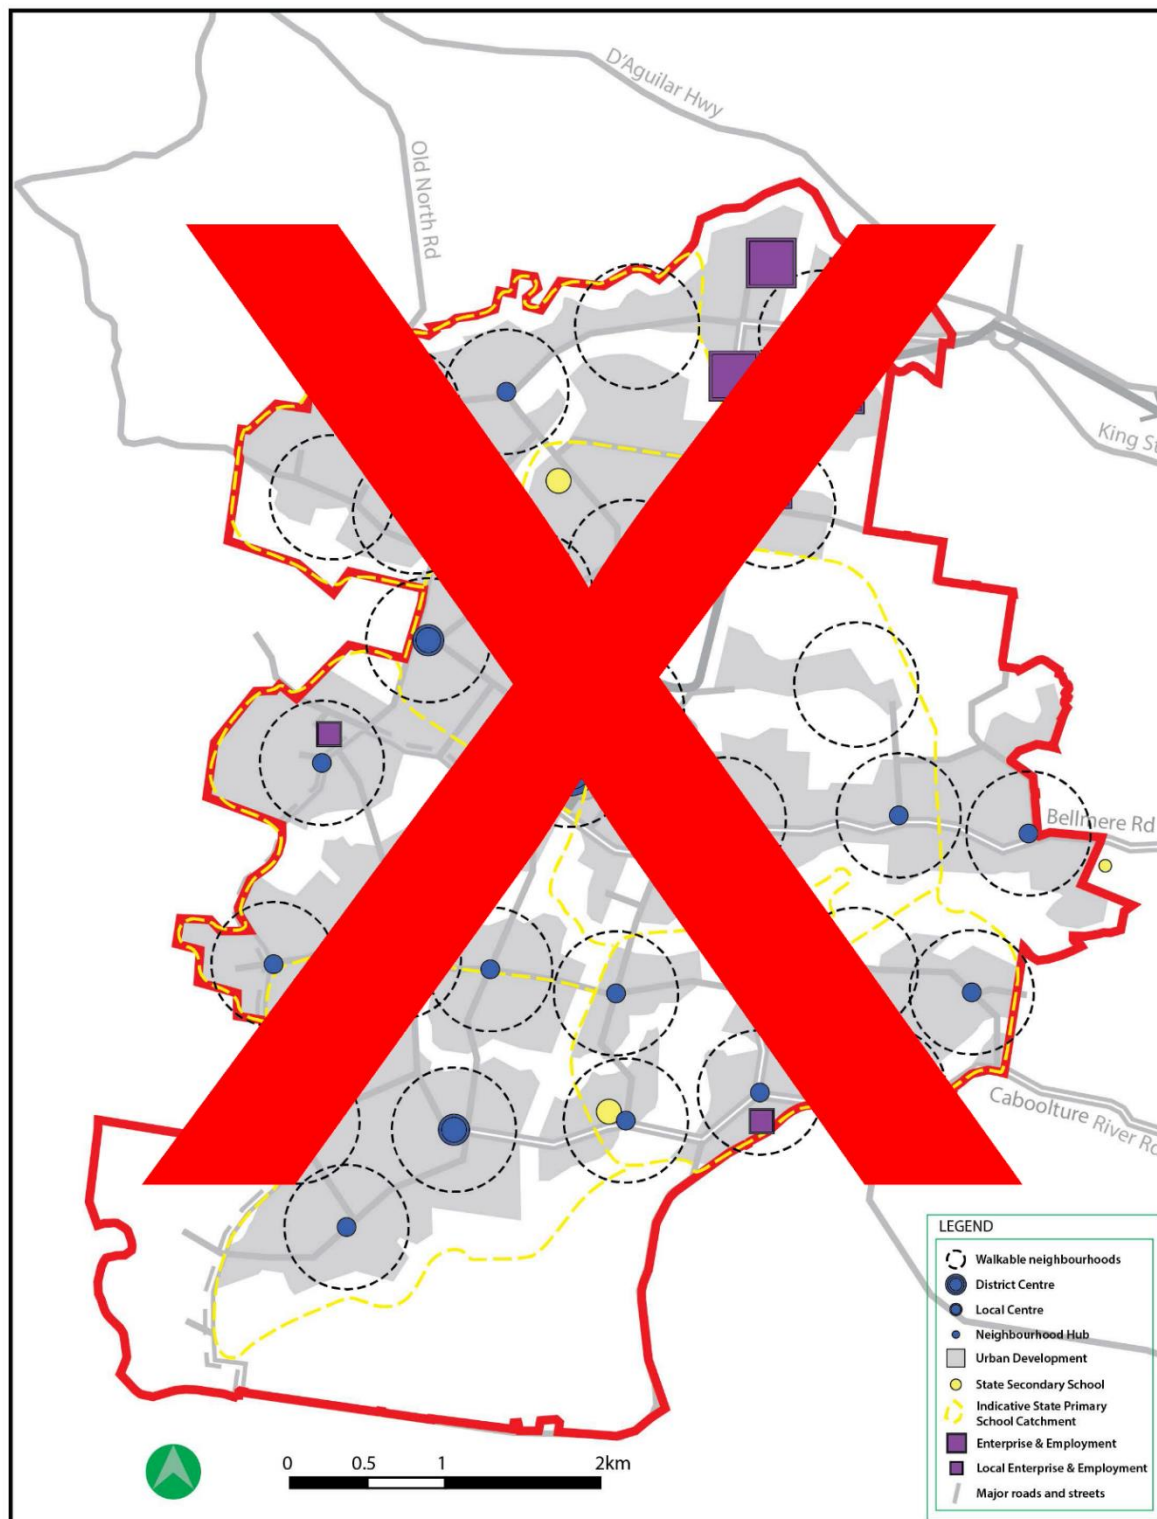 D'Aguilar Hwy
Old North Rd
King St
Bellmere Rd
Caboolture River Rd
LEGEND
Walkable neighbourhoods
District Centre
Local Centre
Neighbourhood Hub
Urban Development
State Secondary School
Indicative State Primary
School Catchment
Enterprise & Employment
Local Enterprise & Employment
Major roads and streets
0 0.5 1 2km